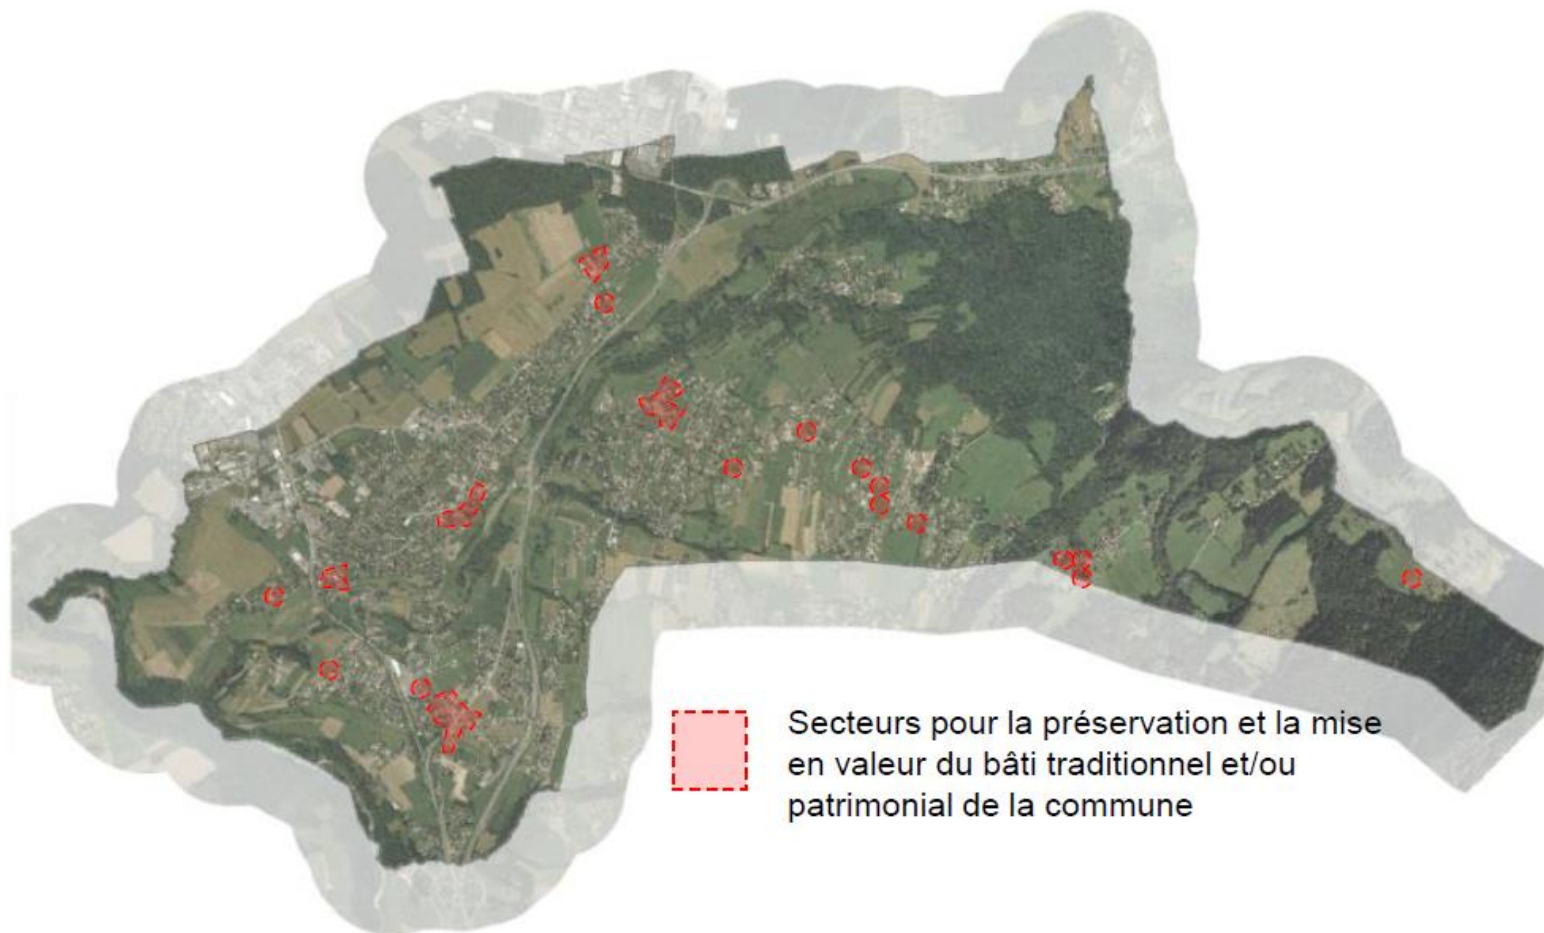 Secteurs pour la préservation et la mise
en valeur du bâti traditionnel et/ou
patrimonial de la commune